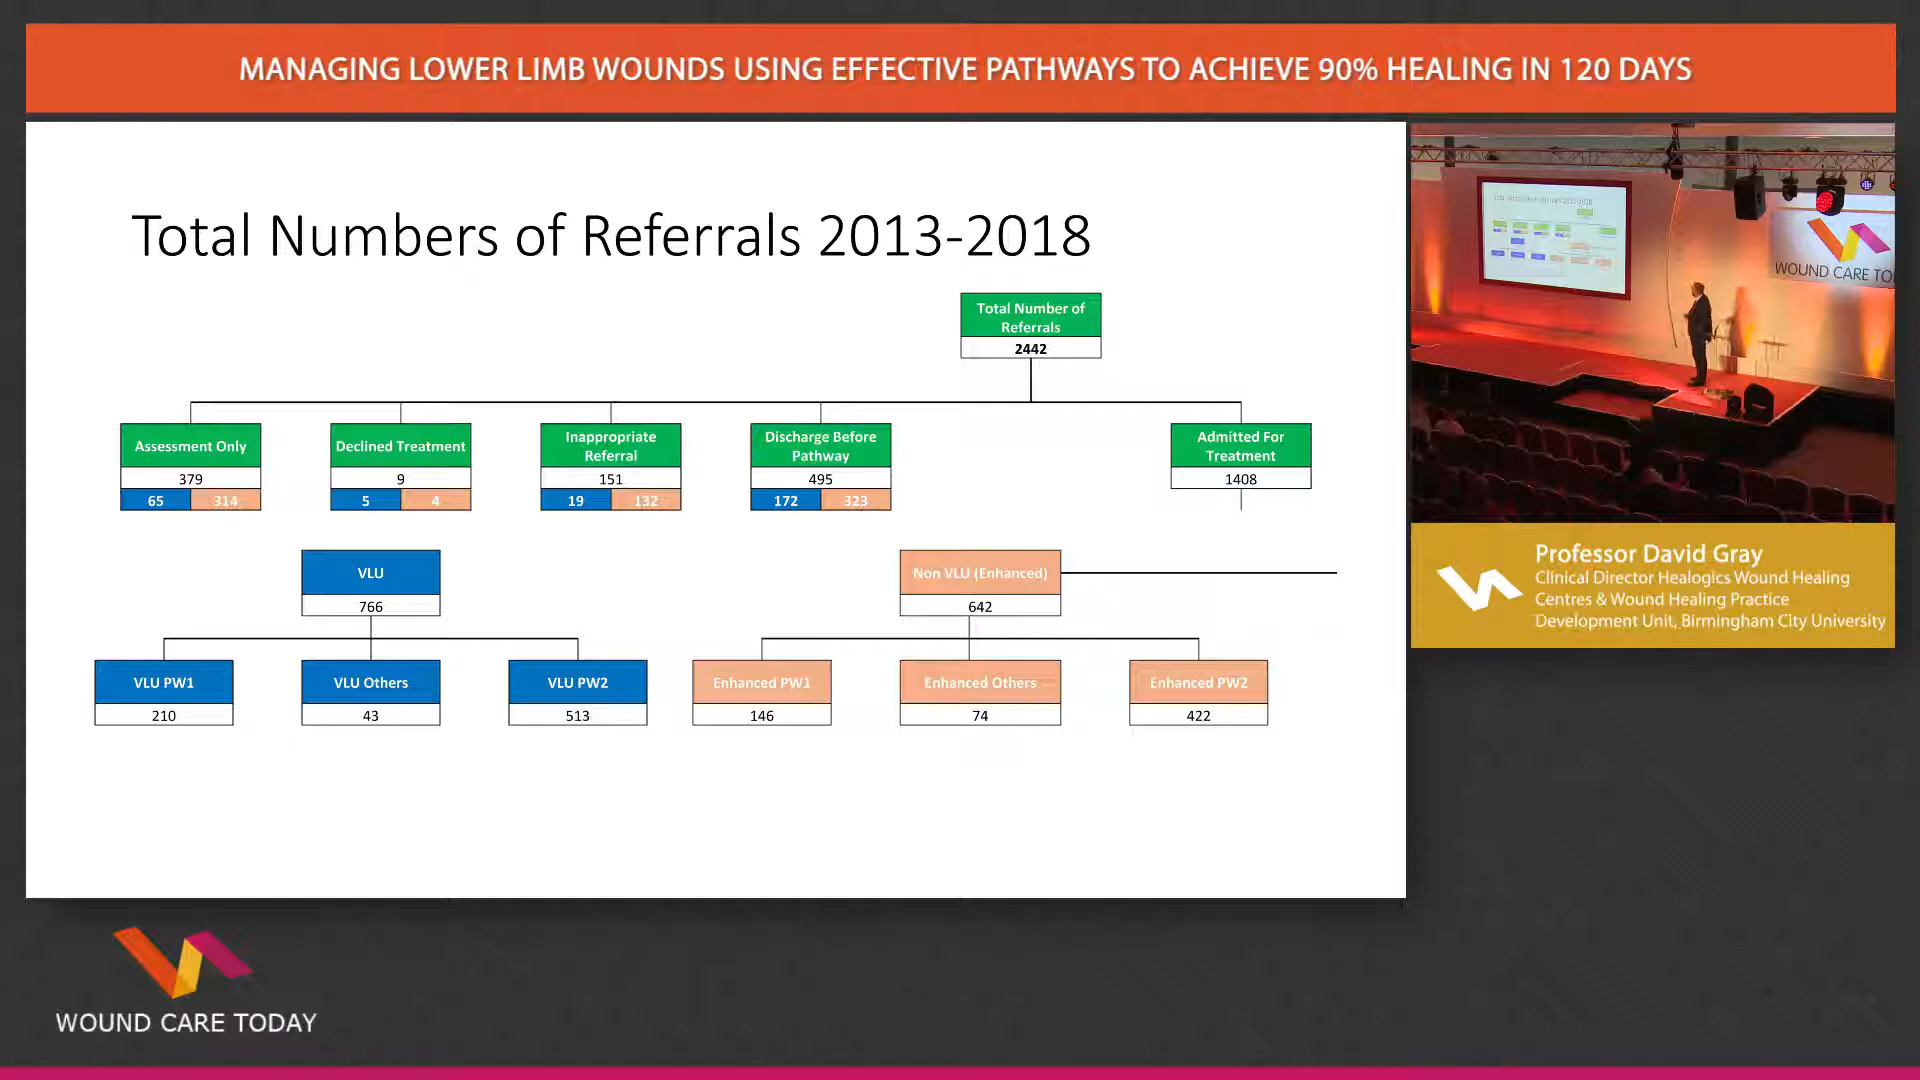 MANAGING LOWER LIMB WOUNDS USING EFFECTIVE PATHWAYS TO ACHIEVE 90% HEALING IN 120 DAYS
Total Numbers of Referrals 2013-2018
Total Number of
Referrals
2442
Assessment Only
379
65 314
Declined Treatment
9
5 4
Inappropriate
Referral
151
19 132
Discharge Before
Pathway
495
172 323
Admitted For
Treatment
1408
VLU
766
Non VLU (Enhanced)
642
VLU PW1
210
VLU Others
43
VLU PW2
513
Enhanced PW1
146
Enhanced Others
74
Enhanced PW2
422
WOUND CARE TO
Professor David Gray
Clinical Director Healogics Wound Healing
Centres & Wound Healing Practice
Development Unit, Birmingham City University
WOUND CARE TODAY